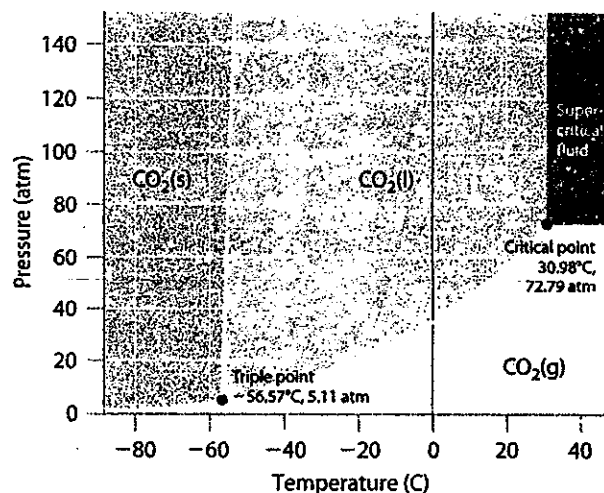 140
120
100
80
60
40
20
0
Pressure (atm)
CO₂(s)
CO₂(l)
Super-
critical
fluid
Critical point
30.98°C,
72.79 atm
Triple point
~56.57°C, 5.11 atm
CO₂(g)
−80 −60 −40 −20 0 20 40
Temperature (C)